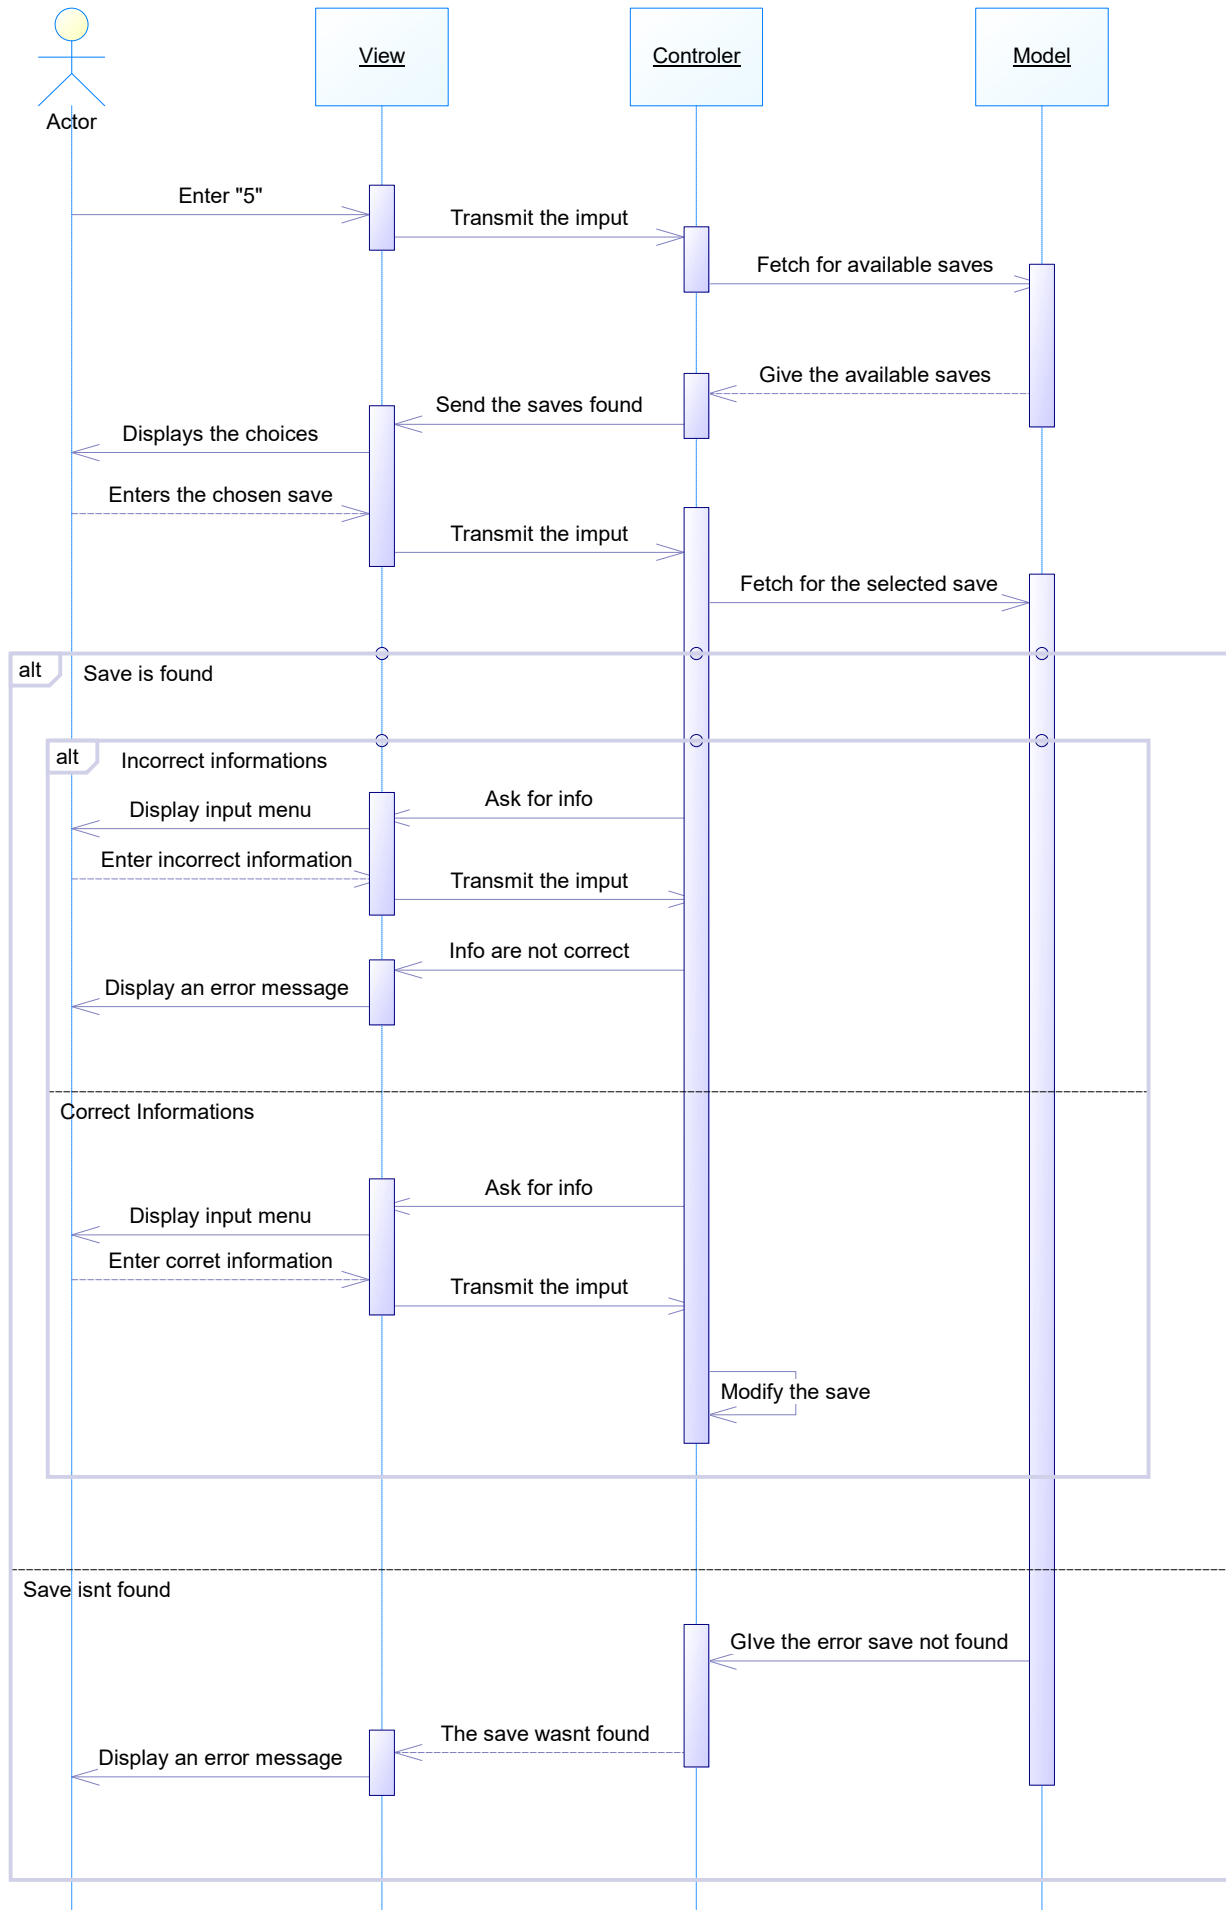 View
Controler
Model
Actor
Enter "5"
Transmit the imput
Fetch for available saves
Give the available saves
Send the saves found
Displays the choices
Enters the chosen save
Transmit the imput
Fetch for the selected save
alt
Save is found
alt
Incorrect informations
Ask for info
Display input menu
Enter incorrect information
Transmit the imput
Info are not correct
Display an error message
Correct Informations
Ask for info
Display input menu
Enter corret information
Transmit the imput
Modify the save
Save isnt found
GIve the error save not found
The save wasnt found
Display an error message